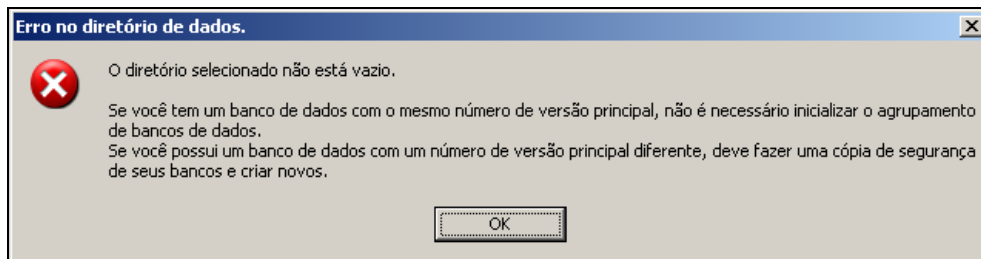 Erro no diretório de dados.
O diretório selecionado não está vazio.
Se você tem um banco de dados com o mesmo número de versão principal, não é necessário inicializar o agrupamento
de bancos de dados.
Se você possui um banco de dados com um número de versão principal diferente, deve fazer uma cópia de segurança
de seus bancos e criar novos.
OK